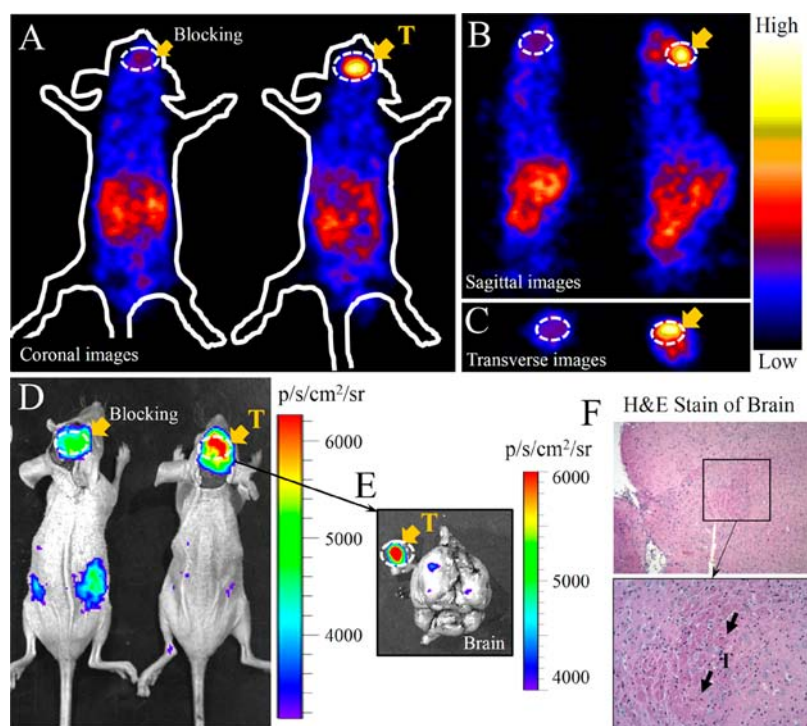 A
Blocking
T
Coronal images
B
Sagittal images
C
Transverse images
High
Low
D
Blocking
T
p/s/cm²/sr
6000
5000
4000
E
T
Brain
p/s/cm²/sr
6000
5000
4000
F
H&E Stain of Brain
T